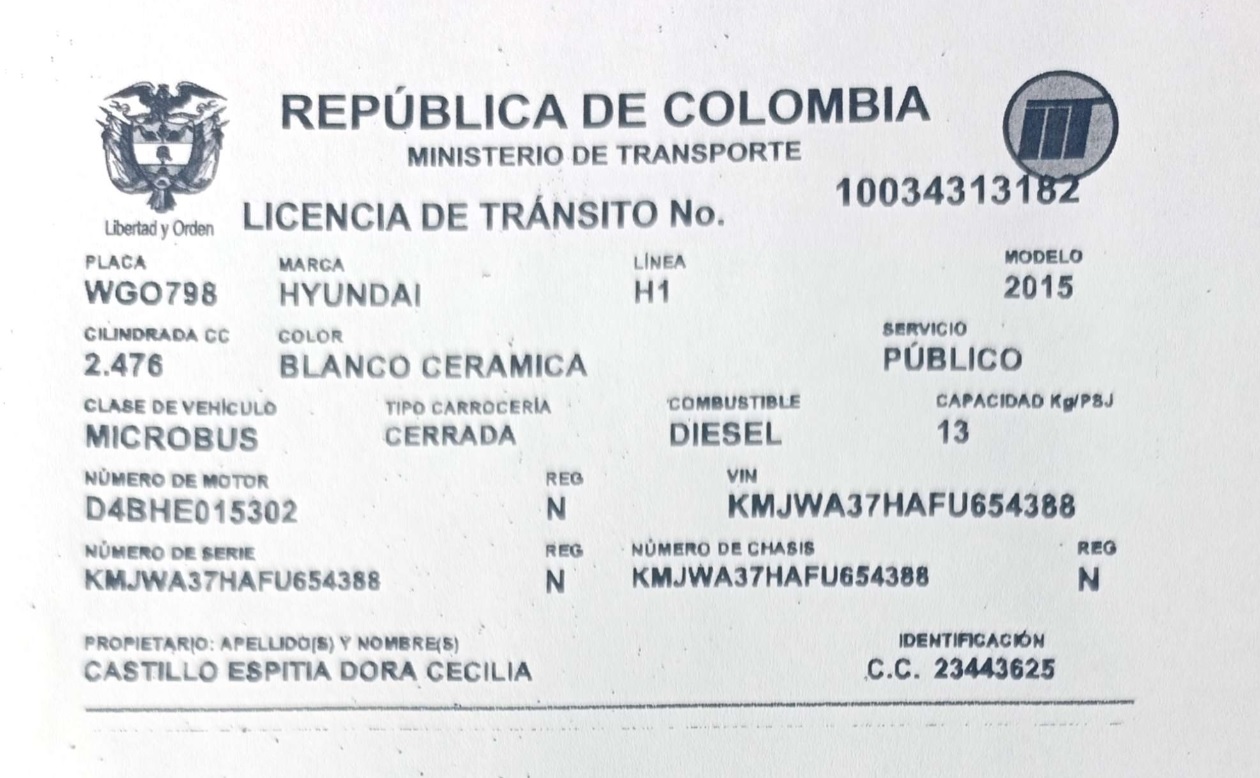 REPÚBLICA DE COLOMBIA
MINISTERIO DE TRANSPORTE
10034313182
Libertad y Orden
LICENCIA DE TRÁNSITO No.
PLACA MARCA LÍNEA MODELO
WGO798 HYUNDAI H1 2015
CILINDRADA CC COLOR SERVICIO
2.476 BLANCO CERAMICA PÚBLICO
CLASE DE VEHÍCULO TIPO CARROCERÍA COMBUSTIBLE CAPACIDAD Kg/PSJ
MICROBUS CERRADA DIESEL 13
NÚMERO DE MOTOR REG VIN
D4BHE015302 N KMJWA37HAFU654388
NÚMERO DE SERIE REG NÚMERO DE CHASIS REG
KMJWA37HAFU654388 N KMJWA37HAFU654388 N
PROPIETARIO: APELLIDO(S) Y NOMBRE(S) IDENTIFICACIÓN
CASTILLO ESPITIA DORA CECILIA C.C. 23443625